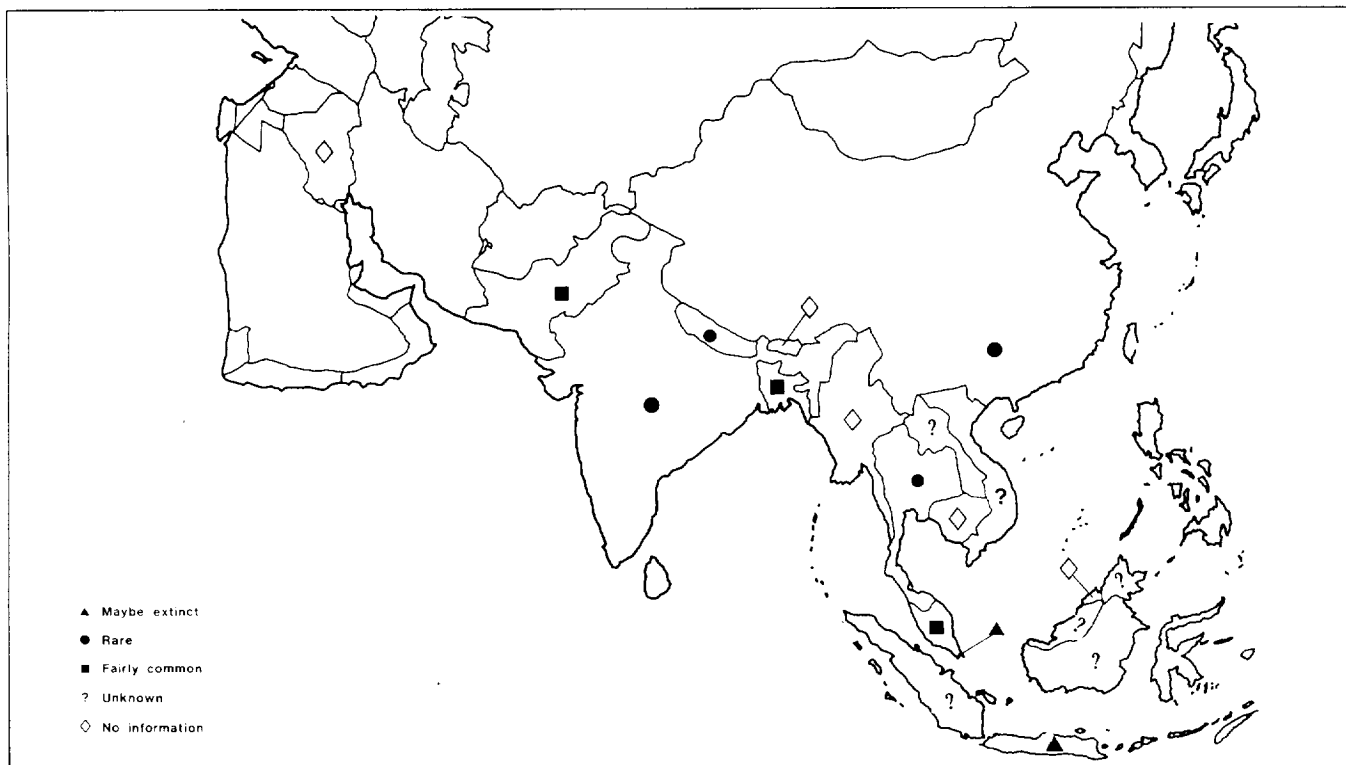 ?
?
?
?
?
?
▲ Maybe extinct
● Rare
■ Fairly common
? Unknown
◇ No information